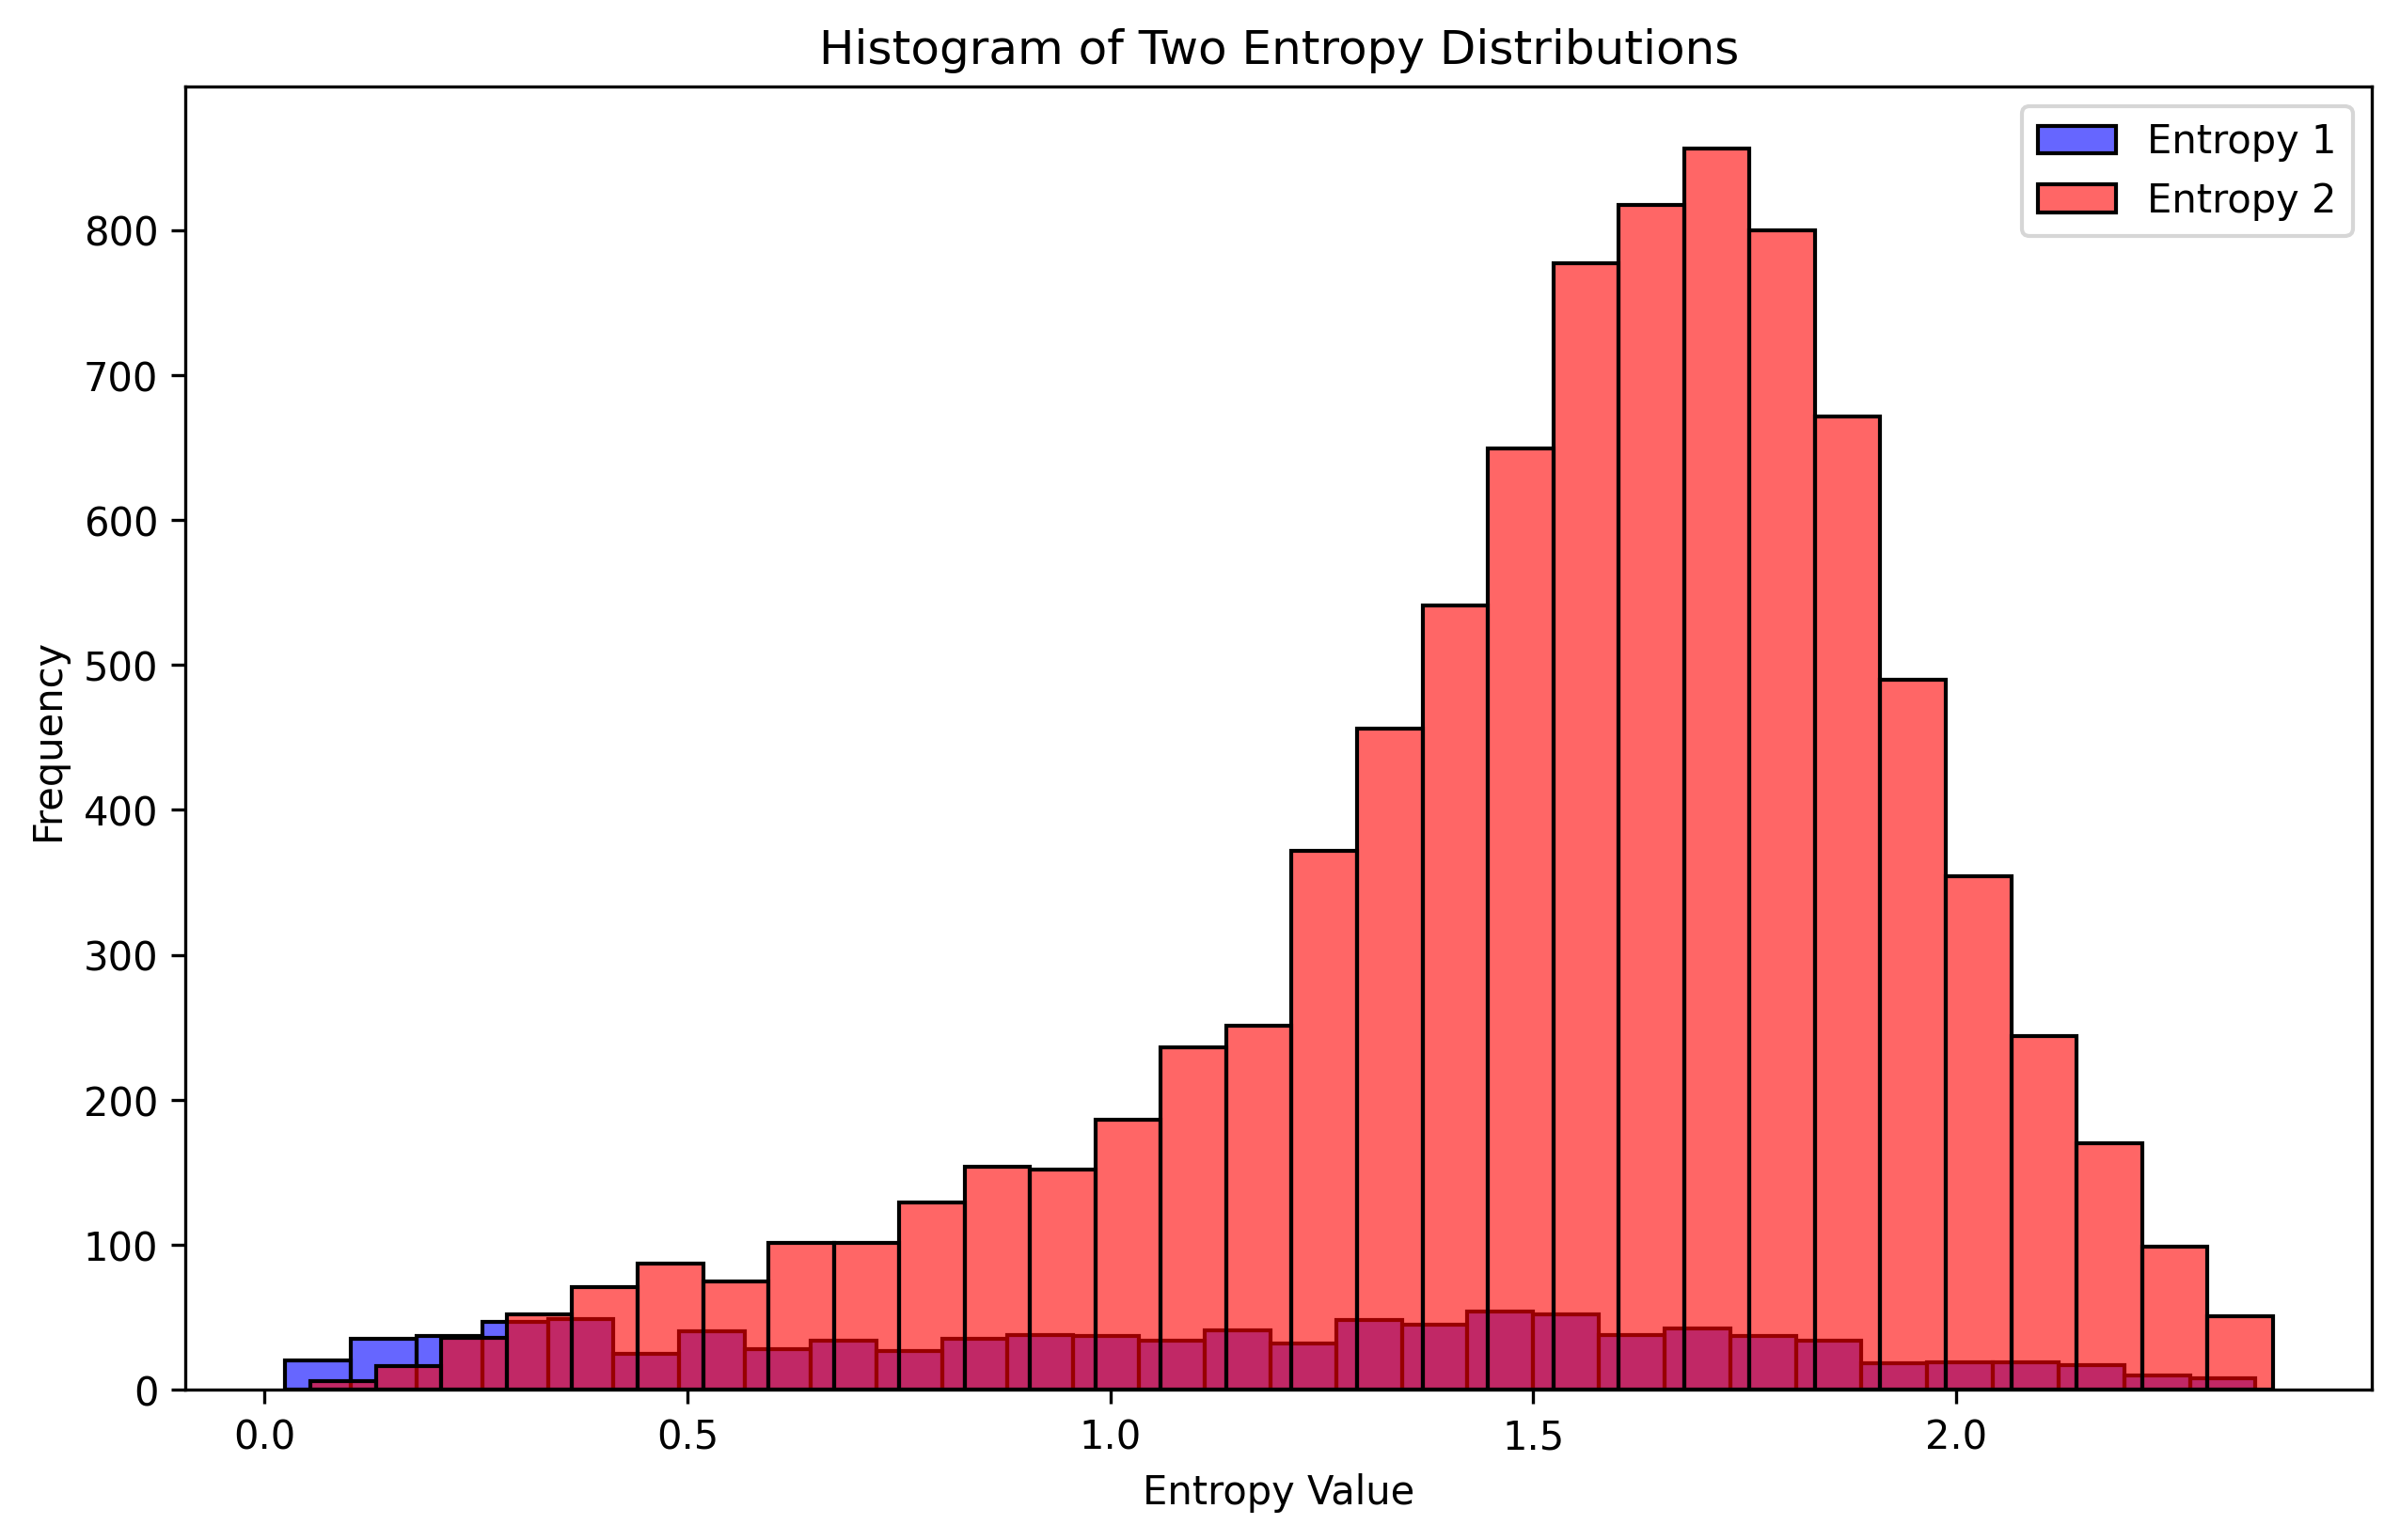 Histogram of Two Entropy Distributions
Entropy 1
Entropy 2
Frequency
800
700
600
500
400
300
200
100
0
0.0 0.5 1.0 1.5 2.0
Entropy Value